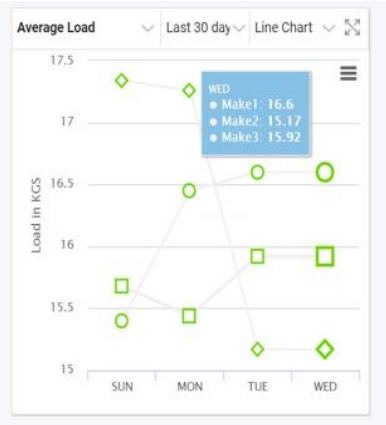 Average Load
Last 30 day
Line Chart
17.5
17
16.5
16
15.5
15
Load in KGS
WED
Make1: 16.6
Make2: 15.17
Make3: 15.92
SUN MON TUE WED